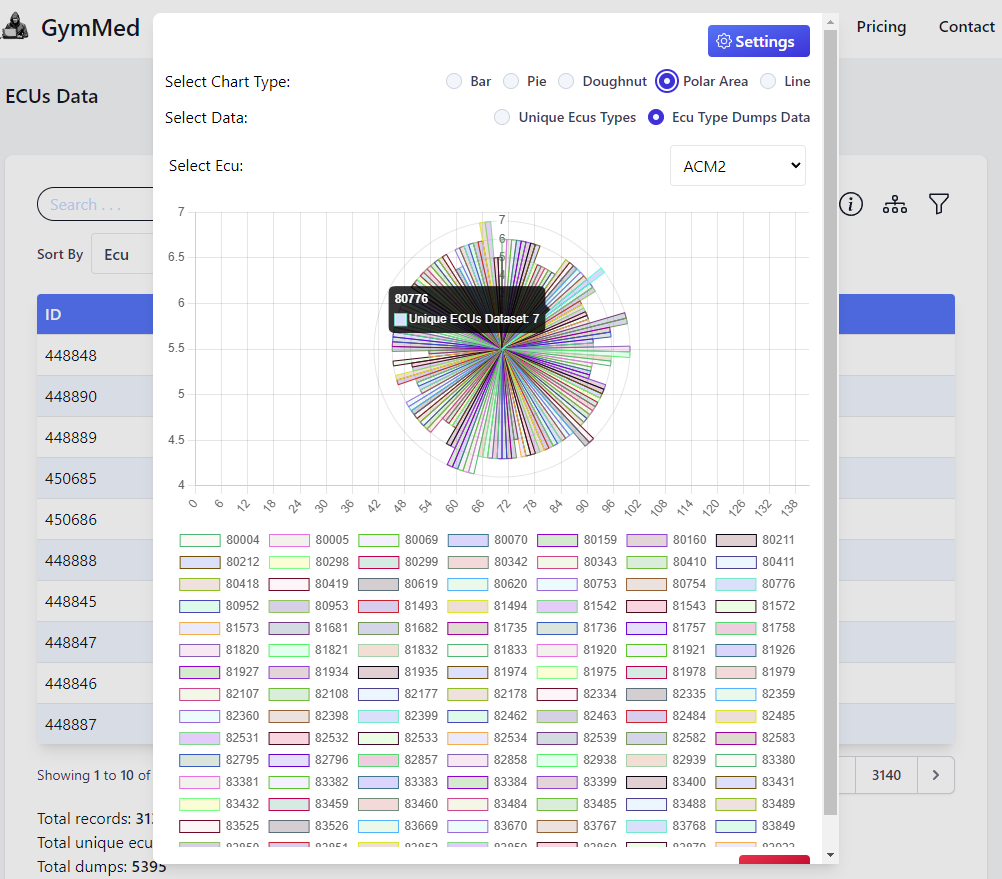 GymMed
Pricing
Contact
Settings
Select Chart Type:
Bar
Pie
Doughnut
Polar Area
Line
ECUs Data
Select Data:
Unique Ecus Types
Ecu Type Dumps Data
Select Ecu:
ACM2
Search . . .
Sort By
Ecu
7
6.5
6
5.5
5
4.5
4
7
6
5
80776
Unique ECUs Dataset: 7
0 6 12 18 24 30 36 42 48 54 60 66 72 78 84 90 96 102 108 114 120 126 132 138
ID
448848
448890
448889
450685
450686
448888
448845
448847
448846
448887
80004 80005 80069 80070 80159 80160 80211
80212 80298 80299 80342 80343 80410 80411
80418 80419 80619 80620 80753 80754 80776
80952 80953 81493 81494 81542 81543 81572
81573 81681 81682 81735 81736 81757 81758
81820 81821 81832 81833 81920 81921 81926
81927 81934 81935 81974 81975 81978 81979
82107 82108 82177 82178 82334 82335 82359
82360 82398 82399 82462 82463 82484 82485
82531 82532 82533 82534 82539 82582 82583
82795 82796 82857 82858 82938 82939 83380
83381 83382 83383 83384 83399 83400 83431
83432 83459 83460 83484 83485 83488 83489
83525 83526 83669 83670 83767 83768 83849
Showing 1 to 10 of
3140
Total records:
Total unique ecu
Total dumps: 5395